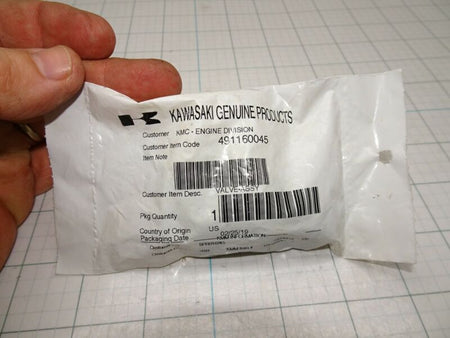 K KAWASAKI GENUINE PRODUCTS
Customer KMC - ENGINE DIVISION
Customer Item Code 491160045
Item Note
Customer Item Desc. VALVE-ASSY
Pkg Quantity 1
Country of Origin US
Packaging Date